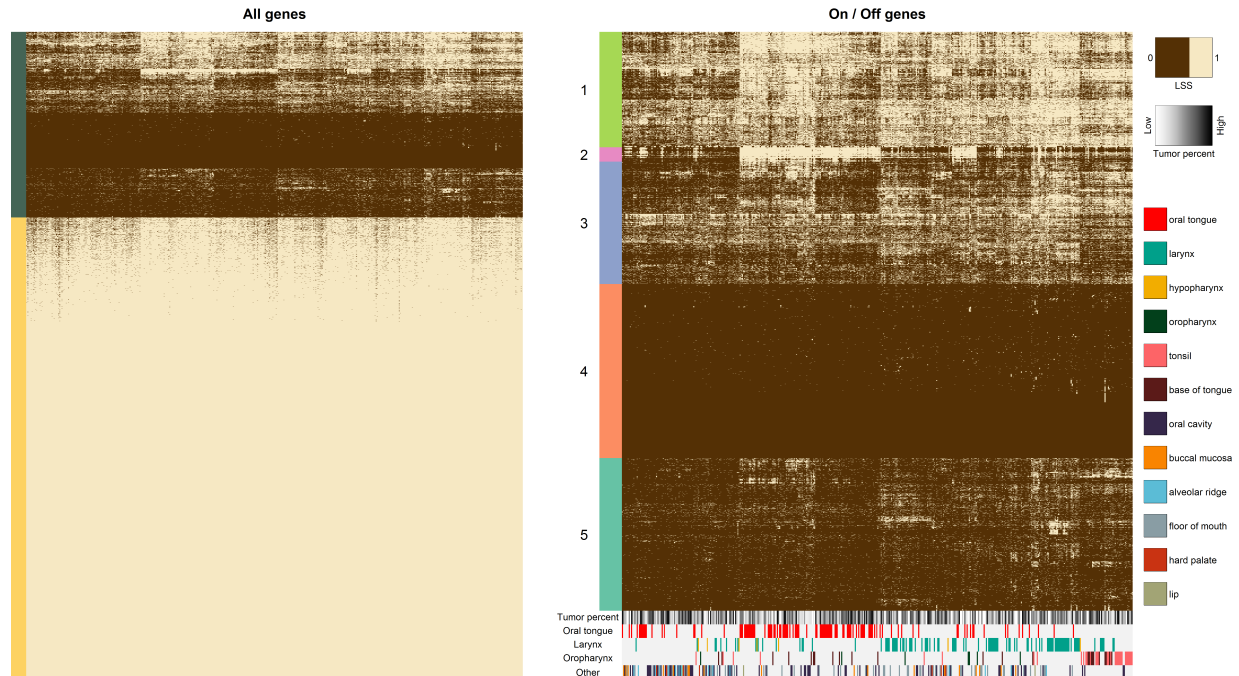 All genes
On / Off genes
1
2
3
4
5
0
1
LSS
Low
High
Tumor percent
oral tongue
larynx
hypopharynx
oropharynx
tonsil
base of tongue
oral cavity
buccal mucosa
alveolar ridge
floor of mouth
hard palate
lip
Tumor percent
Oral tongue
Larynx
Oropharynx
Other